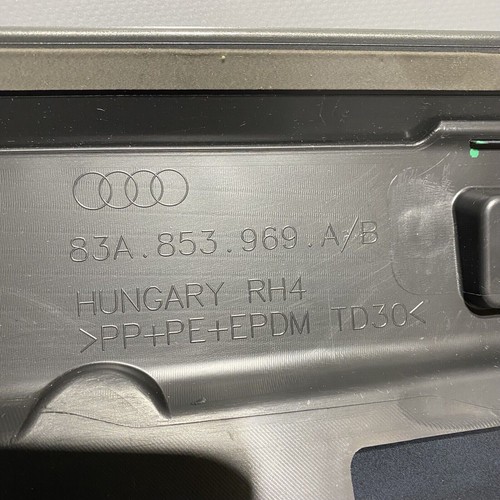 83A.853.969.A/B
HUNGARY RH4
>PP+PE+EPDM TD30<